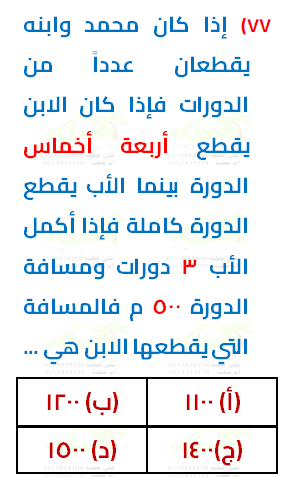 ٧٧) إذا كان محمد وابنه
يقطعان عدداً من
الدورات فإذا كان الابن
يقطع أربعة أخماس
الدورة بينما الأب يقطع
الدورة كاملة فإذا أكمل
الأب ٣ دورات ومسافة
الدورة ٥٠٠ م فالمسافة
التي يقطعها الابن هي ...
(أ) ١١٠٠ (ب) ١٢٠٠
(ج) ١٤٠٠ (د) ١٥٠٠